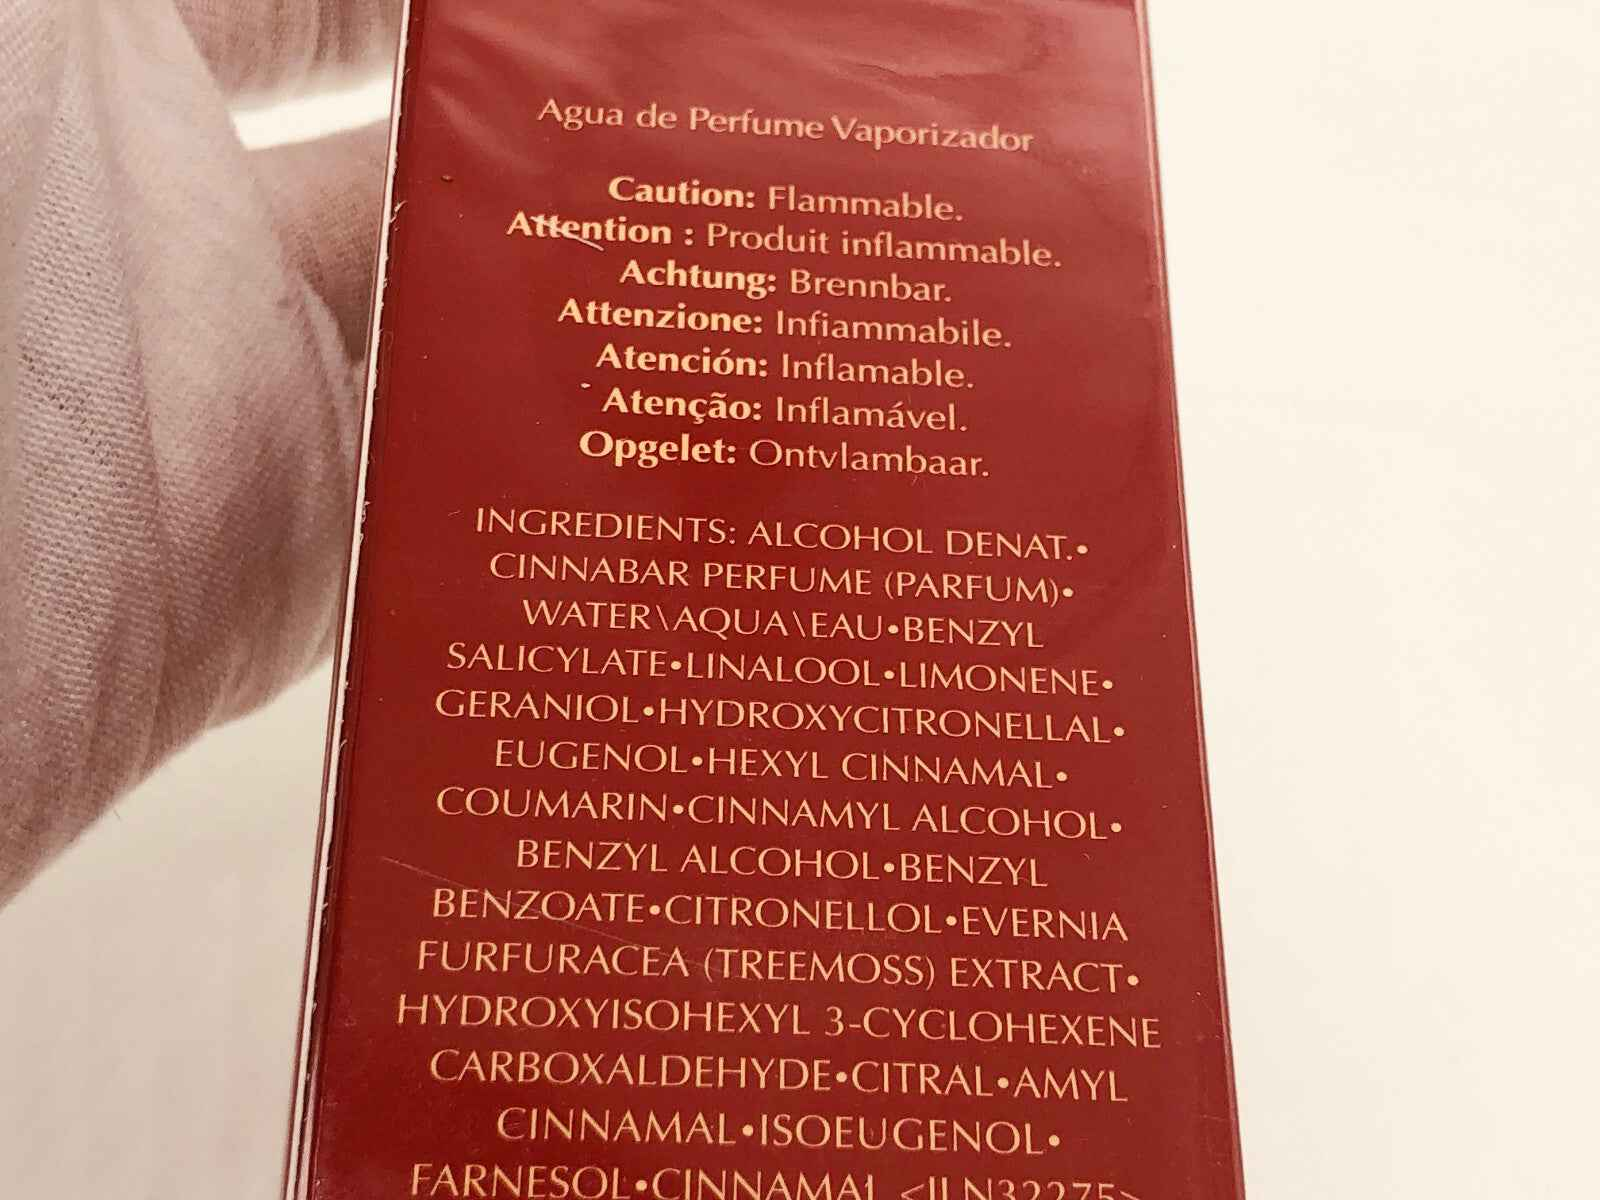 Agua de Perfume Vaporizador
Caution: Flammable.
Attention : Produit inflammable.
Achtung: Brennbar.
Attenzione: Infiammabile.
Atención: Inflamable.
Atenção: Inflamável.
Opgelet: Ontvlambaar.
INGREDIENTS: ALCOHOL DENAT.•
CINNABAR PERFUME (PARFUM)•
WATER\AQUA\EAU•BENZYL
SALICYLATE•LINALOOL•LIMONENE•
GERANIOL•HYDROXYCITRONELLAL•
EUGENOL•HEXYL CINNAMAL•
COUMARIN•CINNAMYL ALCOHOL•
BENZYL ALCOHOL•BENZYL
BENZOATE•CITRONELLOL•EVERNIA
FURFURACEA (TREEMOSS) EXTRACT•
HYDROXYISOHEXYL 3-CYCLOHEXENE
CARBOXALDEHYDE•CITRAL•AMYL
CINNAMAL•ISOEUGENOL•
FARNESOL•CINNAMAL <ILN32275>